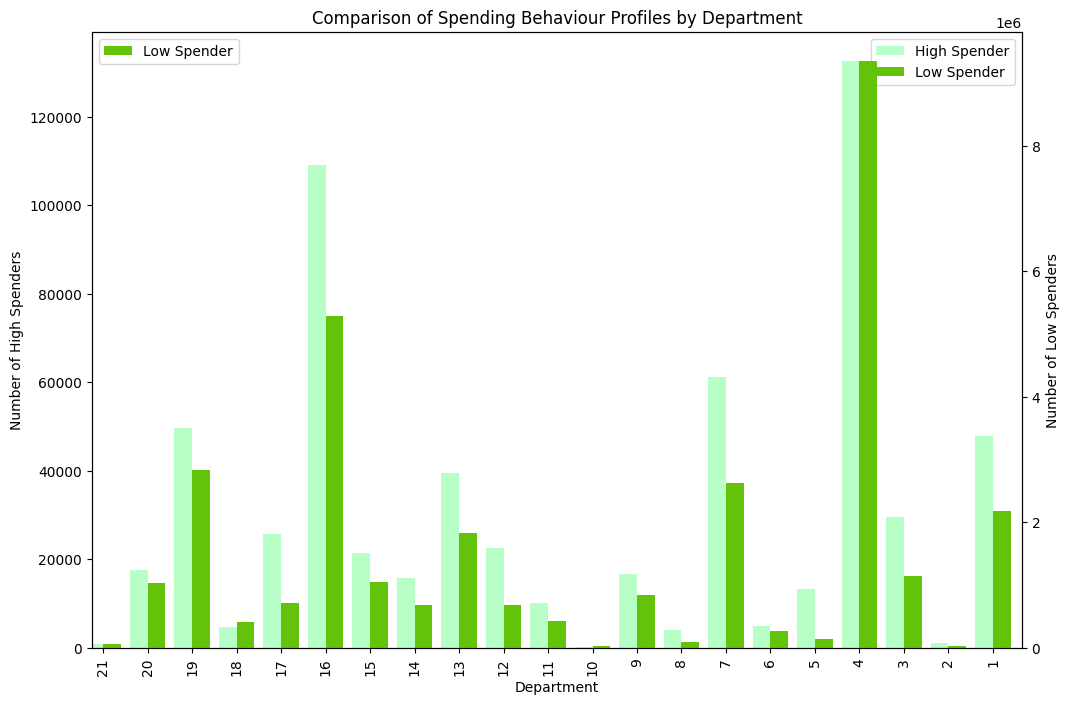 Comparison of Spending Behaviour Profiles by Department
1e6
Low Spender
High Spender
Low Spender
120000
100000
80000
60000
40000
20000
0
Number of High Spenders
8
6
4
2
0
Number of Low Spenders
21 20 19 18 17 16 15 14 13 12 11 10 9 8 7 6 5 4 3 2 1
Department